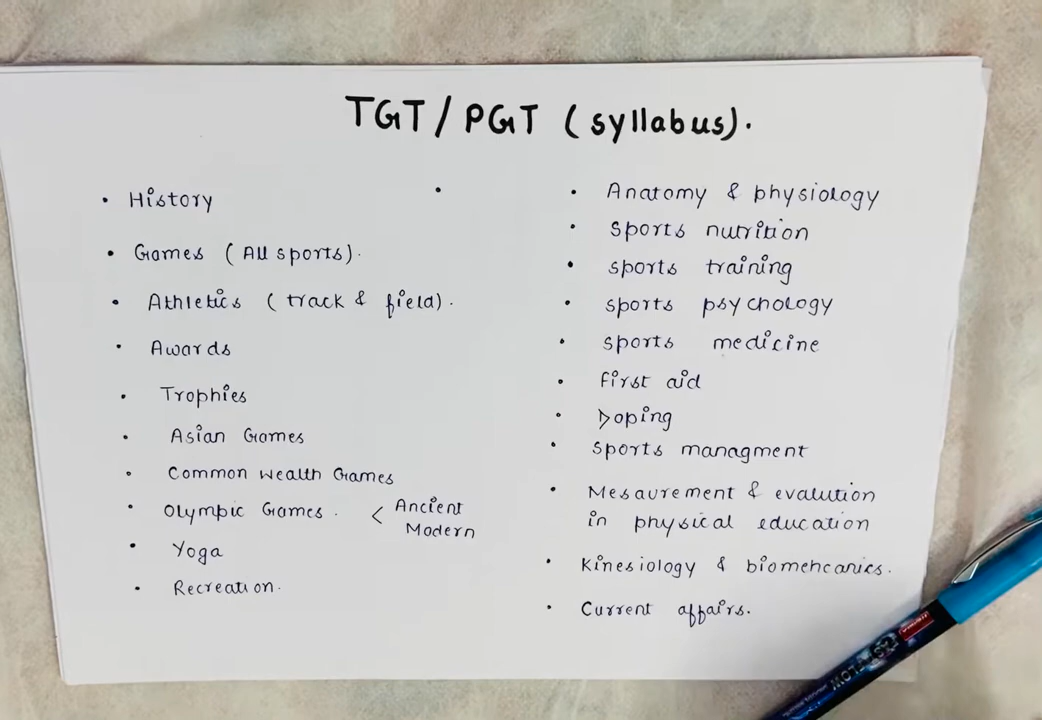 TGT/PGT (syllabus).
• History
• Games (All sports).
• Athletics (track & field).
• Awards
• Trophies
• Asian Games
• Common wealth Games
• Olympic Games. < Ancient
Modern
• Yoga
• Recreation.
• Anatomy & physiology
• Sports nutrition
• sports training
• sports psychology
• sports medicine
• first aid
• Doping
• sports managment
• Mesaurement & evalution
in physical education
• Kinesiology & biomehcanics.
• Current affairs.